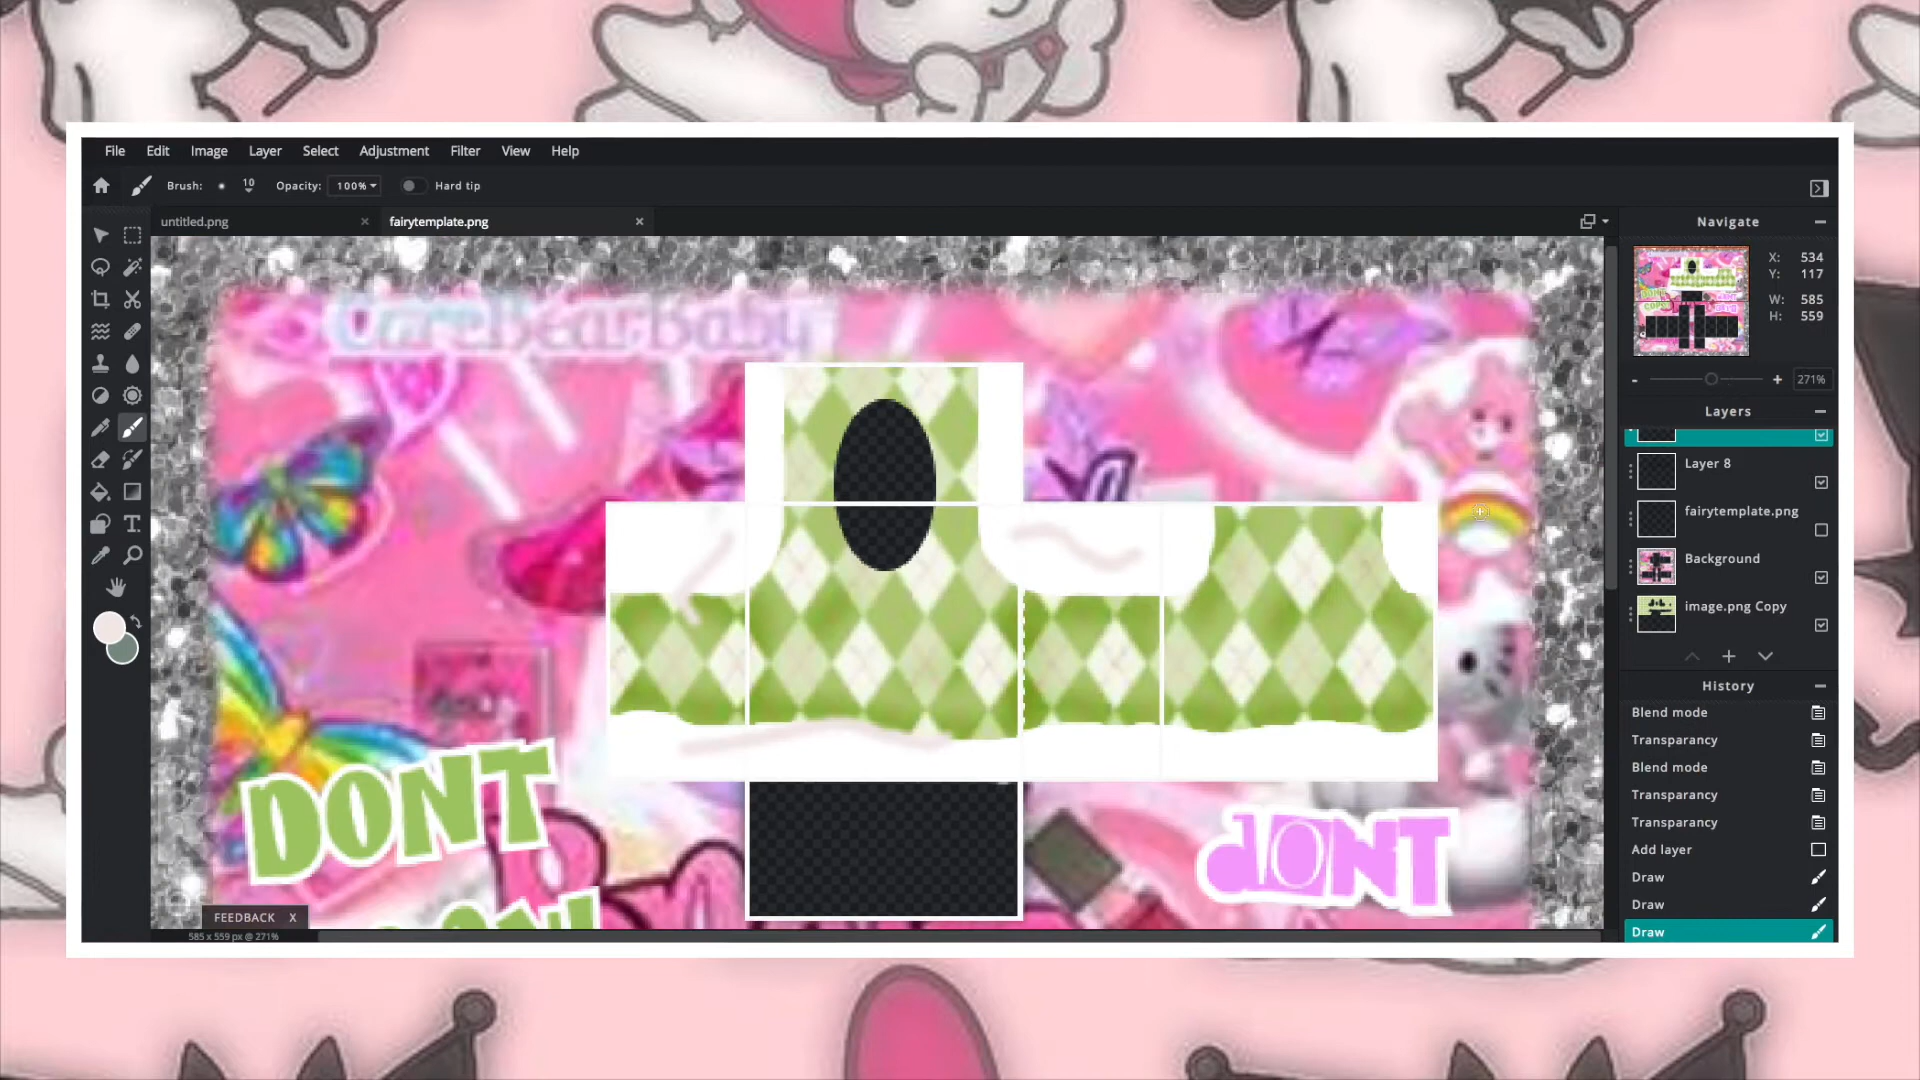 File Edit Image Layer Select Adjustment Filter View Help
Brush: 10 Opacity: 100% Hard tip
untitled.png fairytemplate.png
Navigate
X: 534
Y: 117
W: 585
H: 559
- + 271%
Layers
Layer 8
fairytemplate.png
Background
image.png Copy
History
Blend mode
Transparancy
Blend mode
Transparancy
Transparancy
Add layer
Draw
Draw
Draw
CareBearbaby
DONT
dONT
FEEDBACK X
585 x 559 px @ 271%